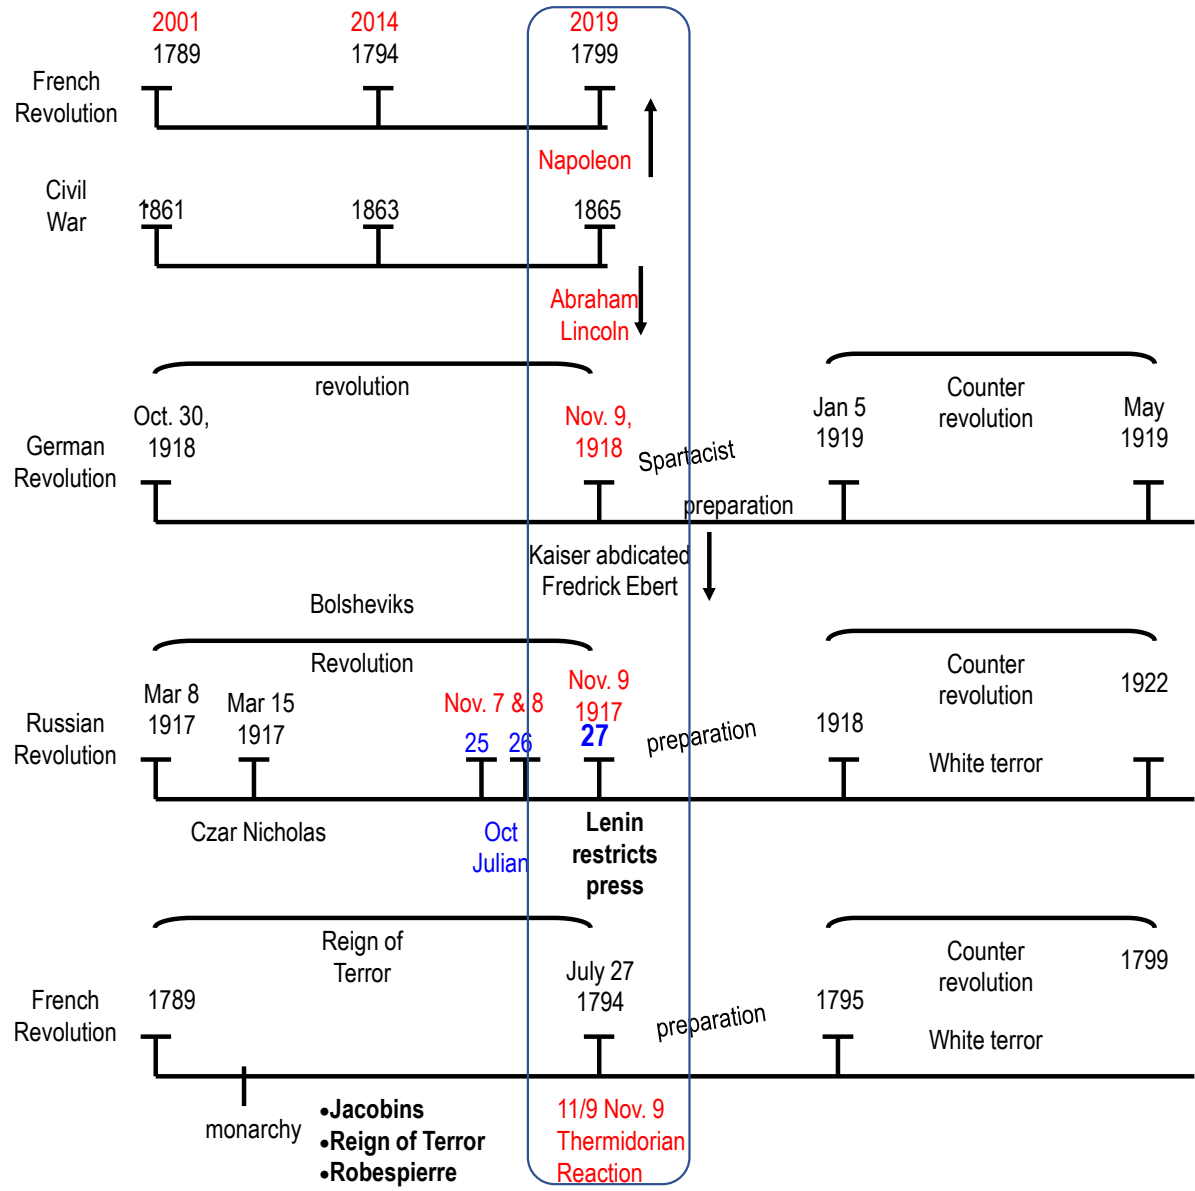 2001
2014
2019
1789
1794
1799
French
Revolution
Napoleon
Civil
War
1861
1863
1865
Abraham
Lincoln
revolution
Counter
revolution
Oct. 30,
1918
Nov. 9,
1918
Jan 5
1919
May
1919
German
Revolution
Spartacist
preparation
Kaiser abdicated
Fredrick Ebert
Bolsheviks
Revolution
Counter
revolution
Mar 8
1917
Mar 15
1917
Nov. 7 & 8
Nov. 9
1917
25
26
27
preparation
1918
1922
Russian
Revolution
White terror
Czar Nicholas
Oct
Julian
Lenin
restricts
press
Reign of
Terror
Counter
revolution
French
Revolution
1789
July 27
1794
preparation
1795
1799
White terror
monarchy
•Jacobins
•Reign of Terror
•Robespierre
11/9 Nov. 9
Thermidorian
Reaction